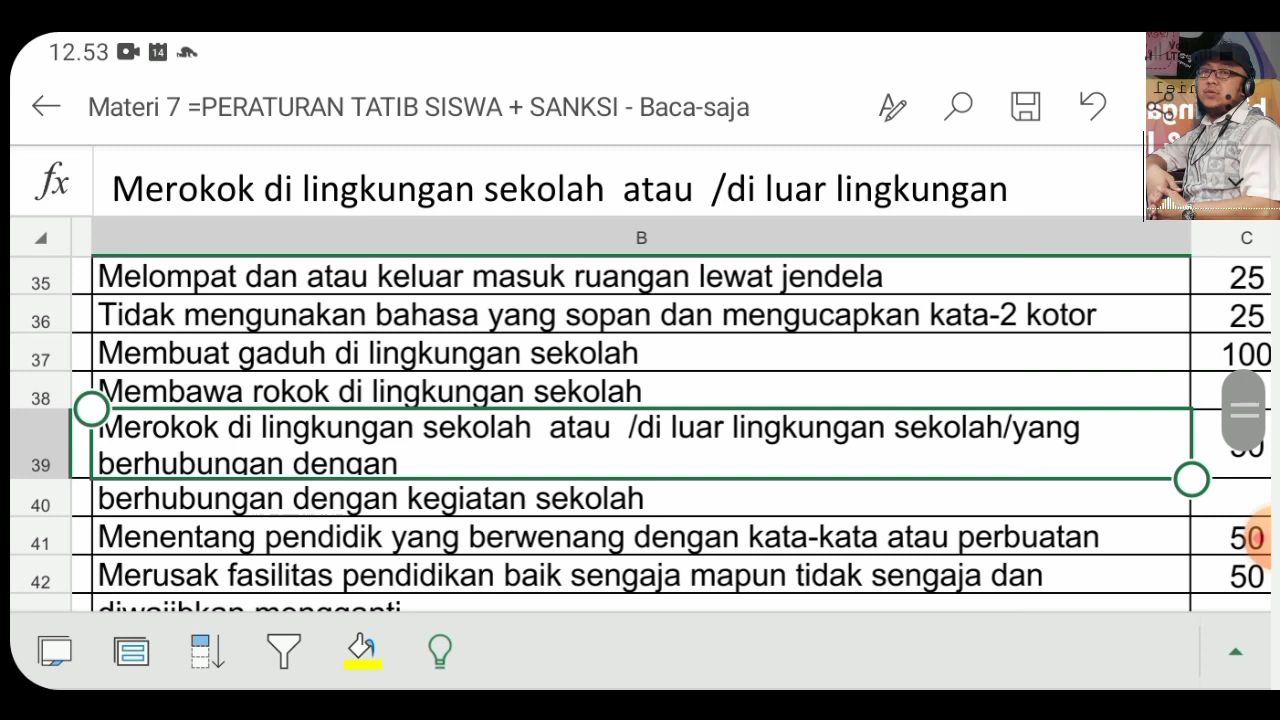 12.53
14
Materi 7 =PERATURAN TATIB SISWA + SANKSI - Baca-saja
fx Merokok di lingkungan sekolah atau /di luar lingkungan
B C
35 Melompat dan atau keluar masuk ruangan lewat jendela 25
36 Tidak mengunakan bahasa yang sopan dan mengucapkan kata-2 kotor 25
37 Membuat gaduh di lingkungan sekolah 100
38 Membawa rokok di lingkungan sekolah
39 Merokok di lingkungan sekolah atau /di luar lingkungan sekolah/yang
berhubungan dengan
40 berhubungan dengan kegiatan sekolah
41 Menentang pendidik yang berwenang dengan kata-kata atau perbuatan 50
42 Merusak fasilitas pendidikan baik sengaja mapun tidak sengaja dan 50
diwajibkan mengganti